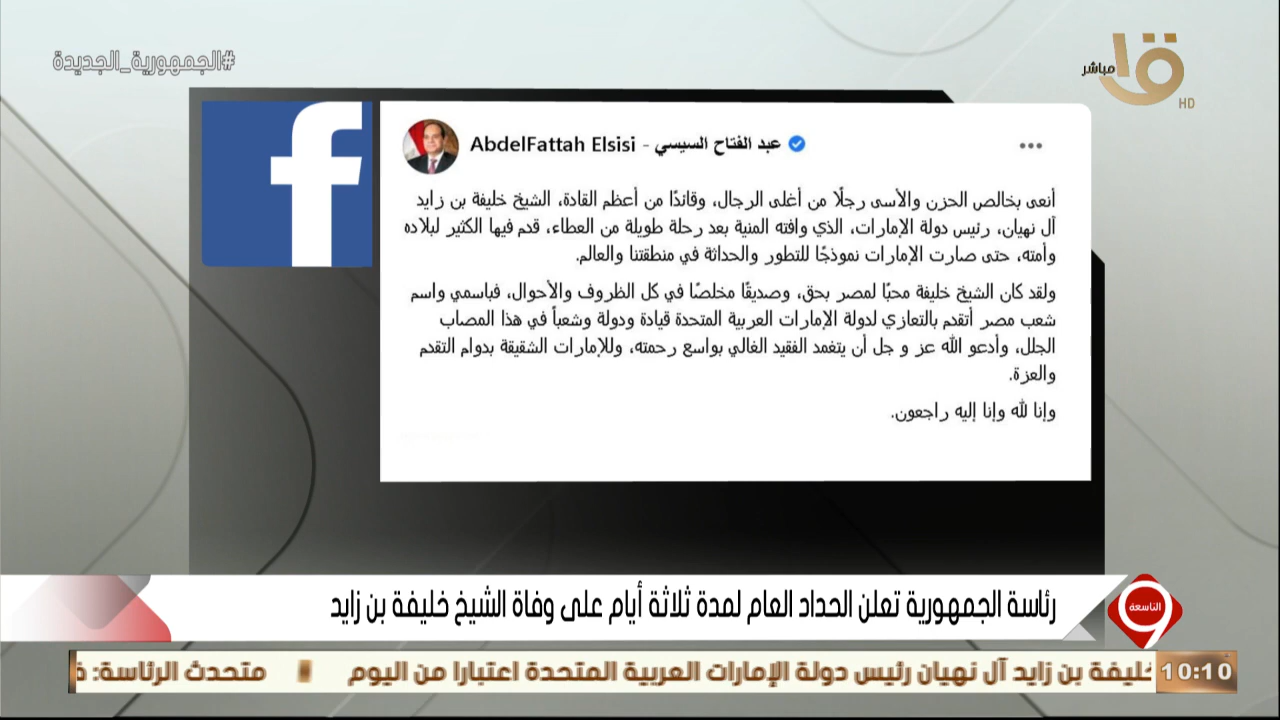 #الجمهورية_الجديدة
مباشر
HD
AbdelFattah Elsisi - عبد الفتاح السيسي
أنعى بخالص الحزن والأسى رجلًا من أغلى الرجال، وقائدًا من أعظم القادة، الشيخ خليفة بن زايد
آل نهيان، رئيس دولة الإمارات، الذي وافته المنية بعد رحلة طويلة من العطاء، قدم فيها الكثير لبلاده
وأمته، حتى صارت الإمارات نموذجًا للتطور والحداثة في منطقتنا والعالم.
ولقد كان الشيخ خليفة محبًا لمصر بحق، وصديقًا مخلصًا في كل الظروف والأحوال، فباسمي واسم
شعب مصر أتقدم بالتعازي لدولة الإمارات العربية المتحدة قيادة ودولة وشعباً في هذا المصاب
الجلل، وأدعو الله عز و جل أن يتغمد الفقيد الغالي بواسع رحمته، وللإمارات الشقيقة بدوام التقدم
والعزة.
وإنا لله وإنا إليه راجعون.
رئاسة الجمهورية تعلن الحداد العام لمدة ثلاثة أيام على وفاة الشيخ خليفة بن زايد
التاسعة
9
10:10
خليفة بن زايد آل نهيان رئيس دولة الإمارات العربية المتحدة اعتبارا من اليوم
متحدث الرئاسة: